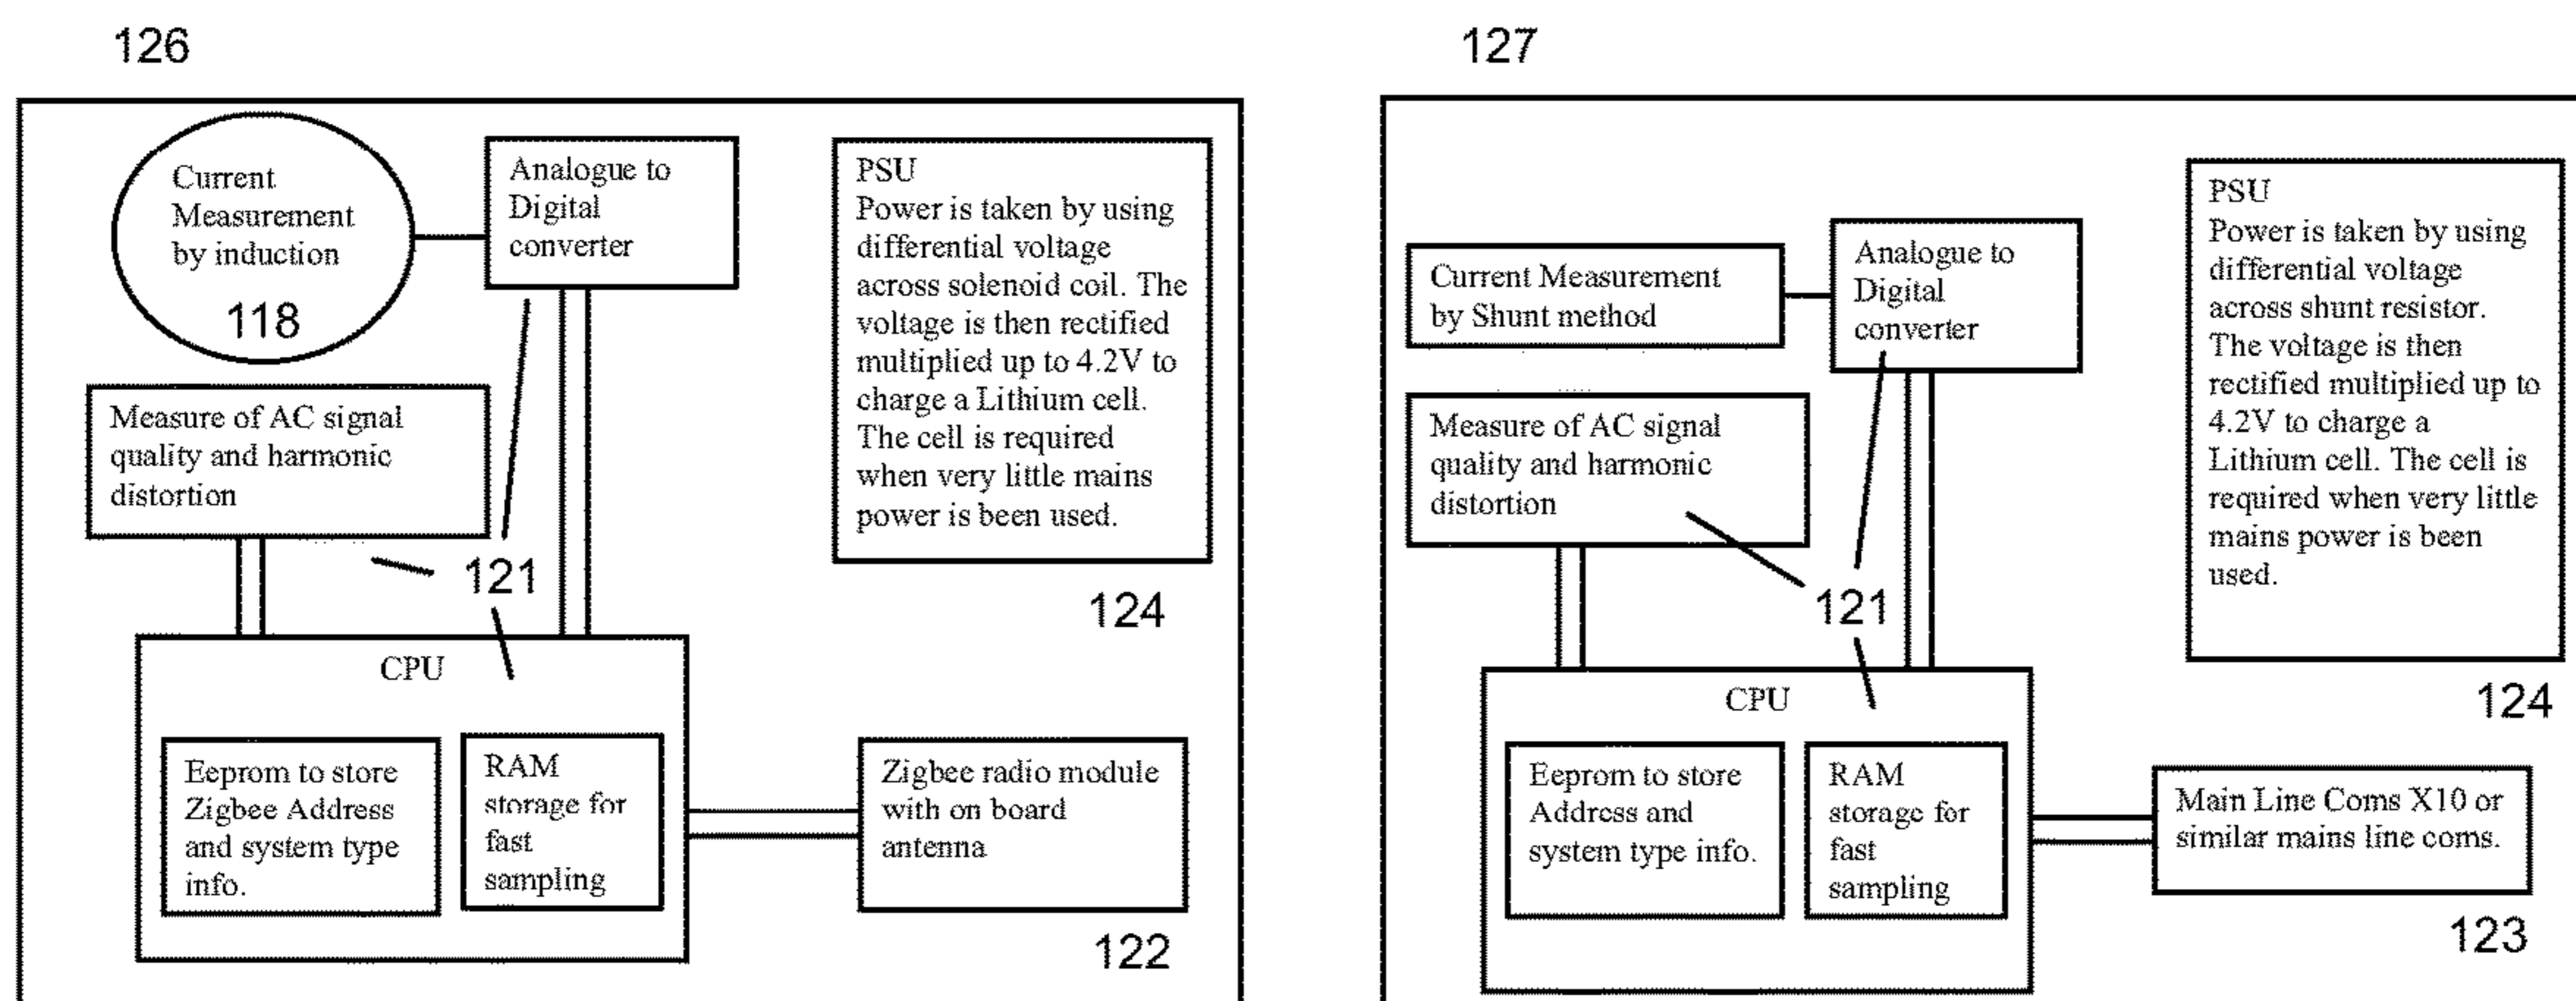 126
Current
Measurement
by induction
118
Analogue to
Digital
converter
PSU
Power is taken by using
differential voltage
across solenoid coil. The
voltage is then rectified
multiplied up to 4.2V to
charge a Lithium cell.
The cell is required
when very little mains
power is been used.
124
Measure of AC signal
quality and harmonic
distortion
121
CPU
Eeprom to store
Zigbee Address
and system type
info.
RAM
storage for
fast
sampling
Zigbee radio module
with on board
antenna
122
127
Current Measurement
by Shunt method
Analogue to
Digital
converter
PSU
Power is taken by using
differential voltage
across shunt resistor.
The voltage is then
rectified multiplied up to
4.2V to charge a
Lithium cell. The cell is
required when very little
mains power is been
used.
124
Measure of AC signal
quality and harmonic
distortion
121
CPU
Eeprom to store
Address and
system type info.
RAM
storage for
fast
sampling
Main Line Coms X10 or
similar mains line coms.
123